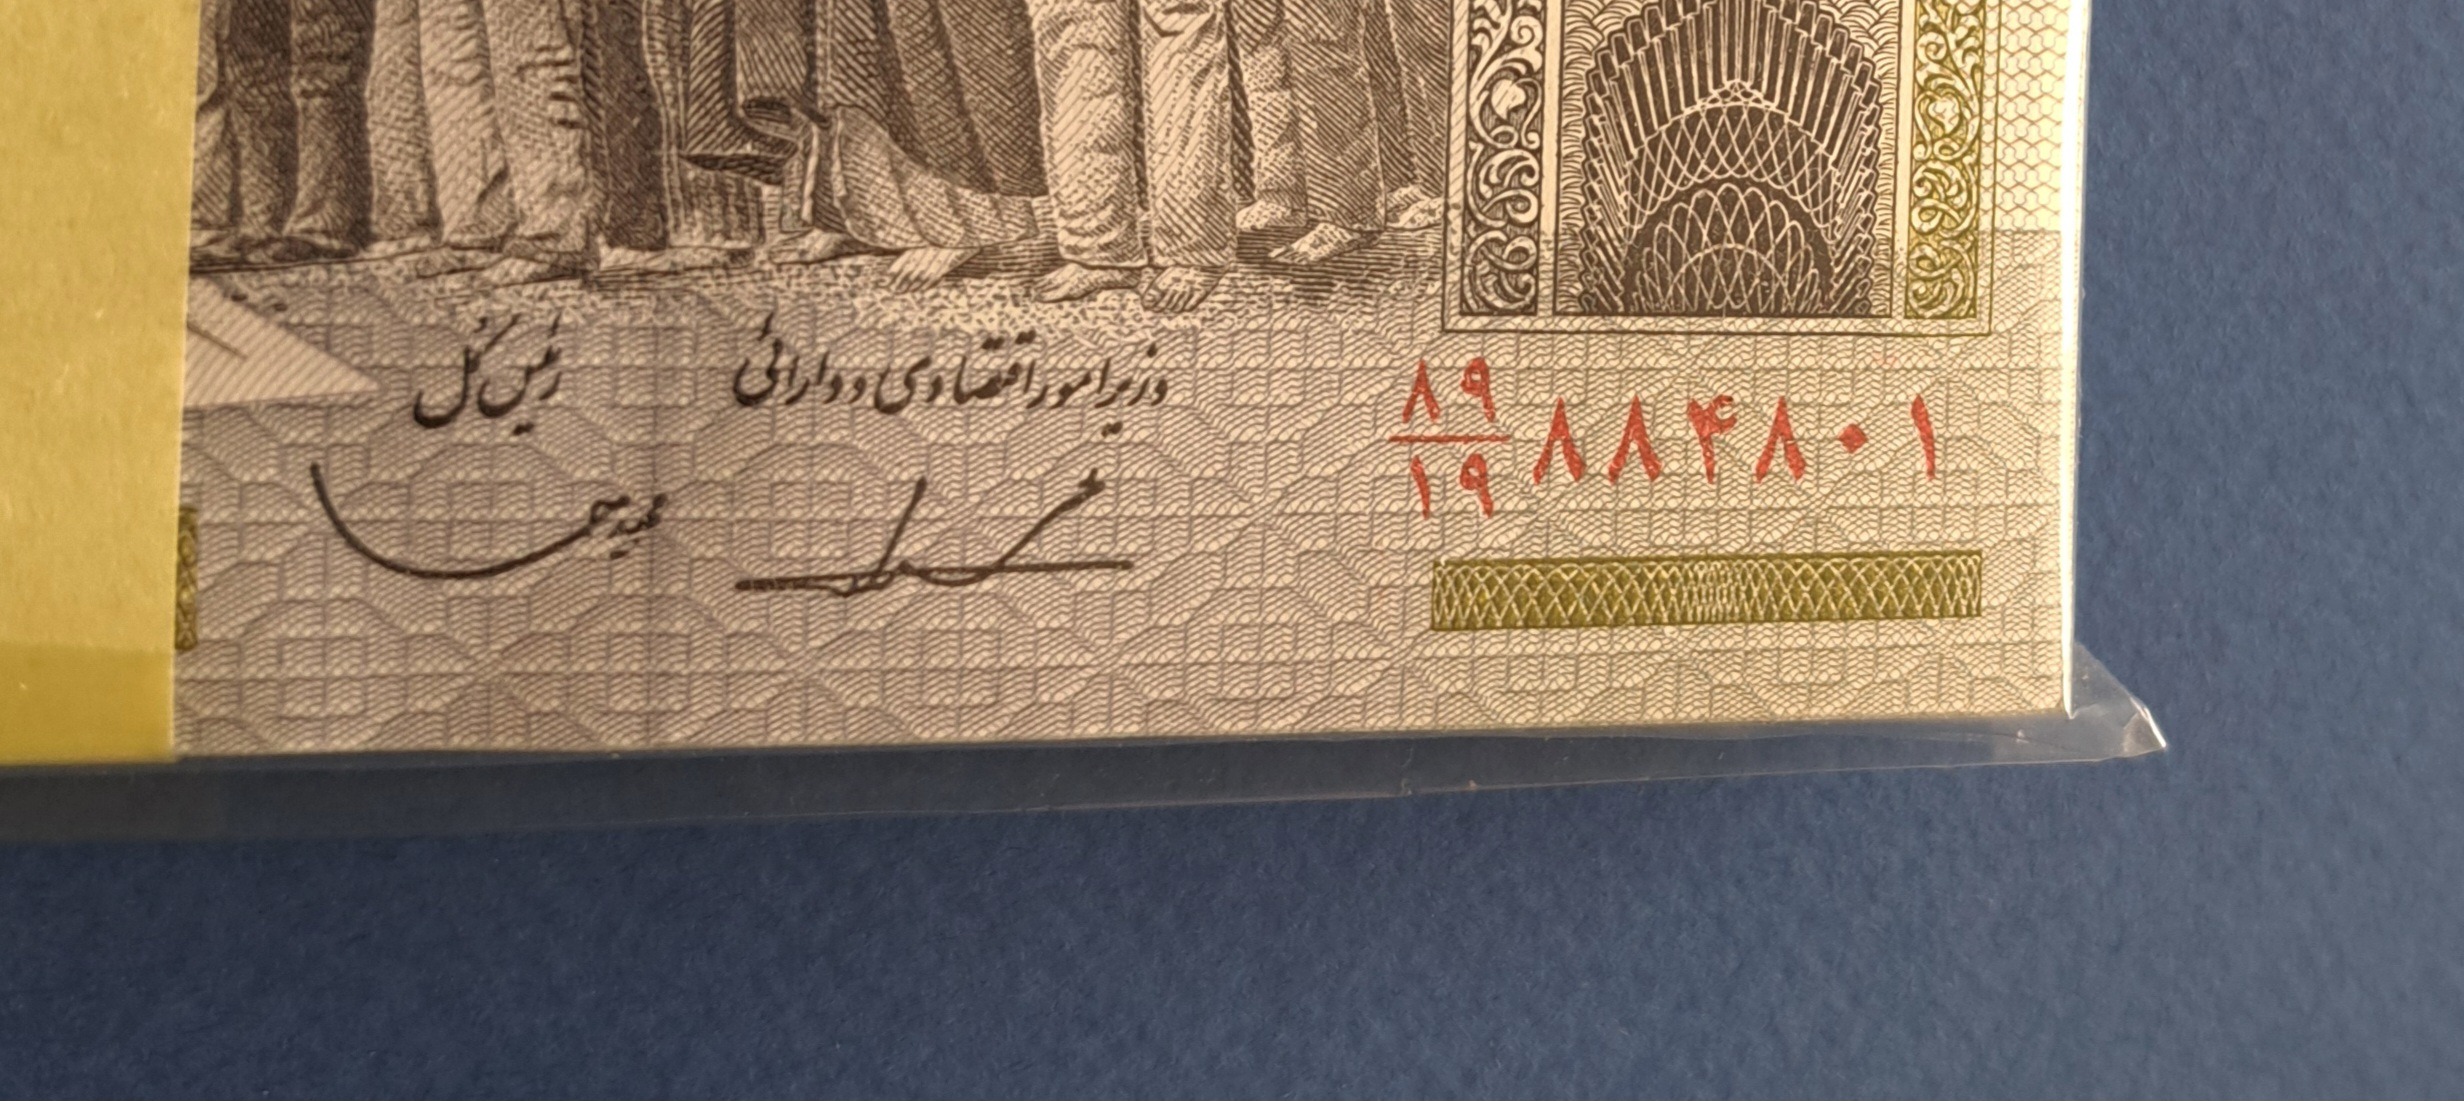 وزیر امور اقتصادی و دارائی
رئیس کل
۸۹
۱۹
۸۸۴۸۰۱